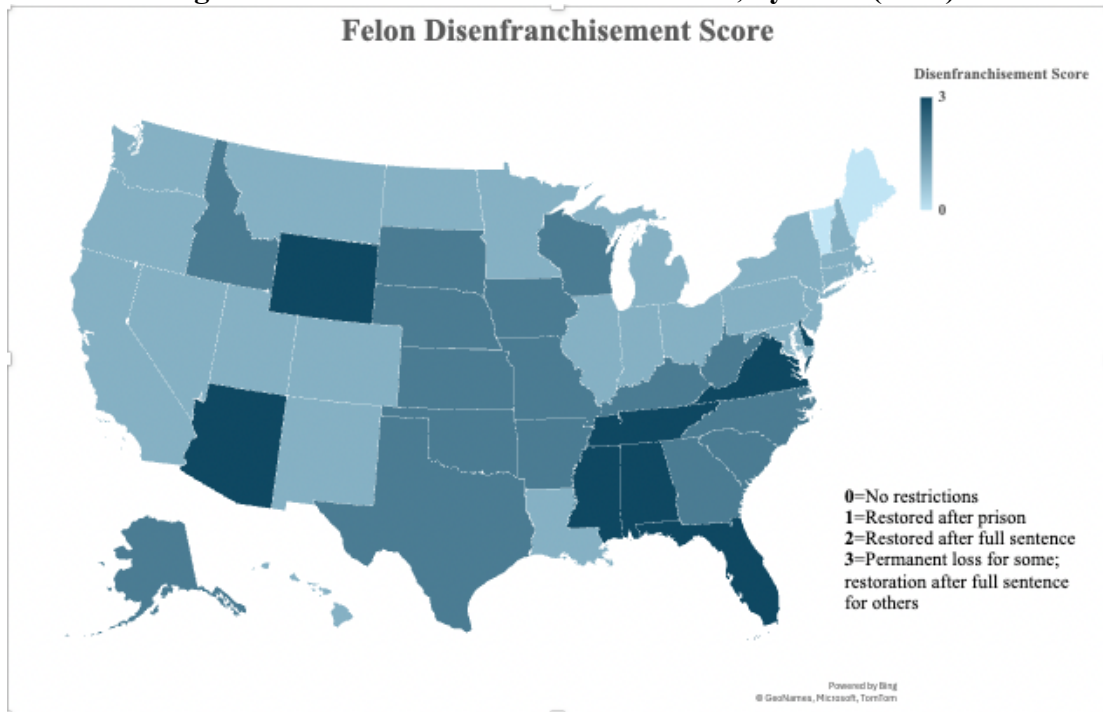 Felon Disenfranchisement Score
Disenfranchisement Score
3
0
0=No restrictions
1=Restored after prison
2=Restored after full sentence
3=Permanent loss for some;
restoration after full sentence
for others
Powered by Bing
© GeoNames, Microsoft, TomTom